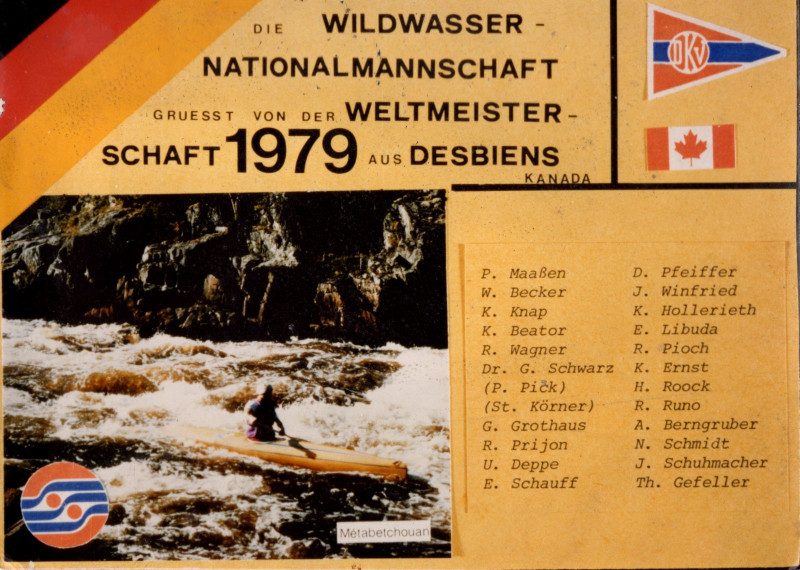 DIE WILDWASSER-
NATIONALMANNSCHAFT
GRUESST VON DER WELTMEISTER-
SCHAFT 1979 AUS DESBIENS
KANADA
DKV
P. Maaßen
W. Becker
K. Knap
K. Beator
R. Wagner
Dr. G. Schwarz
(P. Pick)
(St. Körner)
G. Grothaus
R. Prijon
U. Deppe
E. Schauff
D. Pfeiffer
J. Winfried
K. Hollerieth
E. Libuda
R. Pioch
K. Ernst
H. Roock
R. Runo
A. Berngruber
N. Schmidt
J. Schuhmacher
Th. Gefeller
Métabetchouan